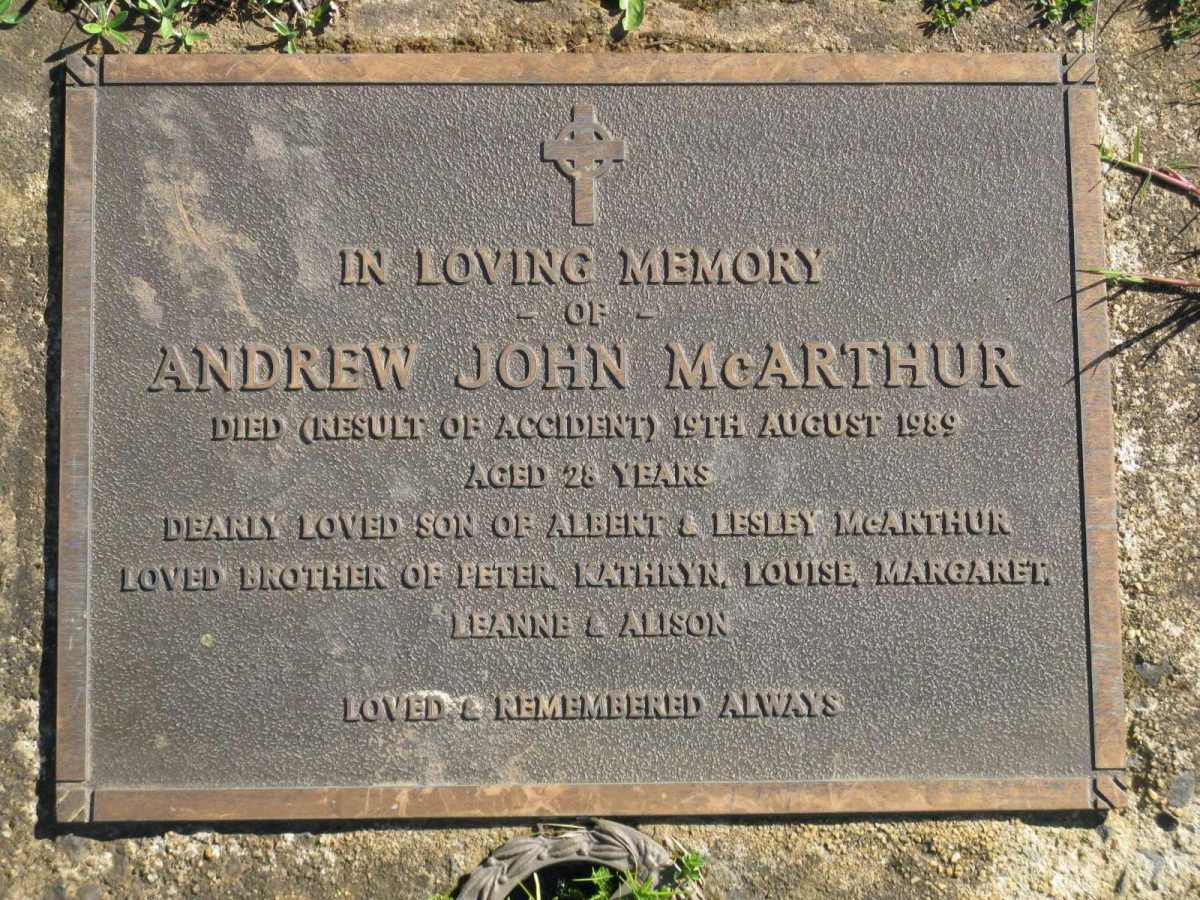 IN LOVING MEMORY
- OF -
ANDREW JOHN McARTHUR
DIED (RESULT OF ACCIDENT) 19TH AUGUST 1989
AGED 28 YEARS
DEARLY LOVED SON OF ALBERT & LESLEY McARTHUR
LOVED BROTHER OF PETER, KATHRYN, LOUISE, MARGARET,
LEANNE & ALISON
LOVED & REMEMBERED ALWAYS